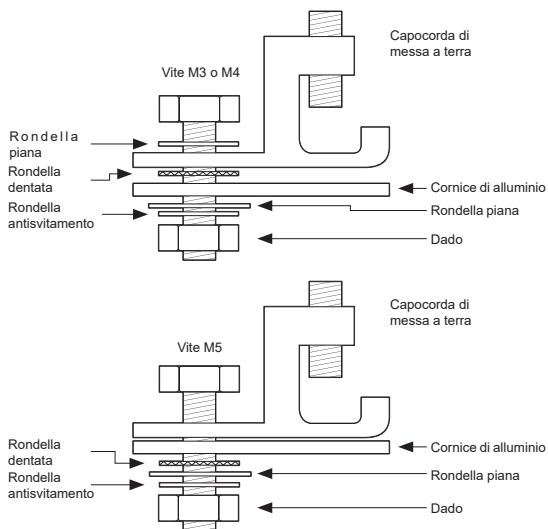 Capocorda di
messa a terra
Vite M3 o M4
Rondella
piana
Rondella
dentata
Rondella
antisvitamento
Cornice di alluminio
Rondella piana
Dado
Capocorda di
messa a terra
Vite M5
Rondella
dentata
Rondella
antisvitamento
Cornice di alluminio
Rondella piana
Dado